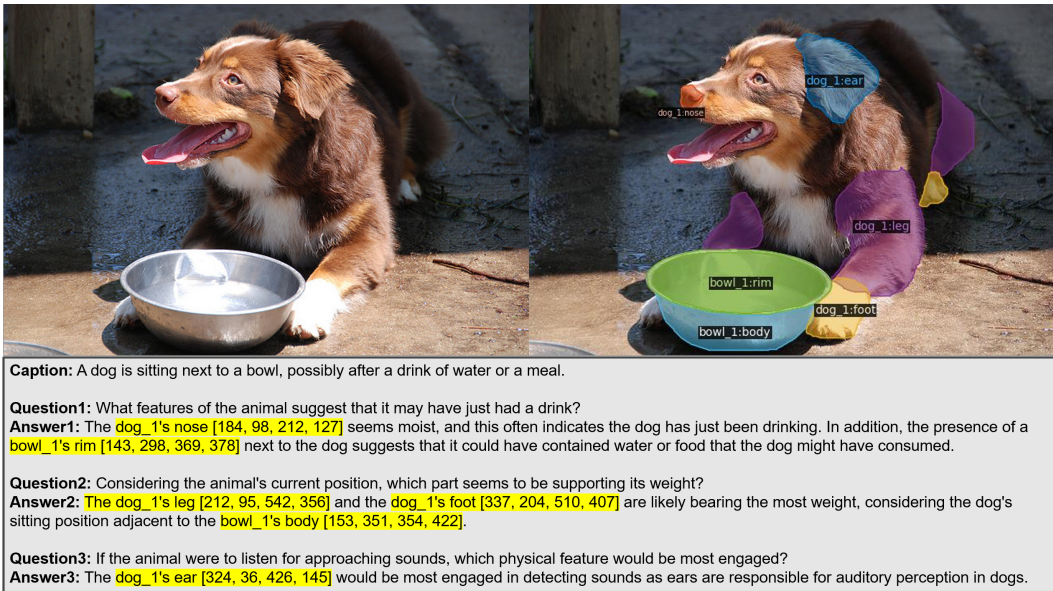 dog_1:ear
dog_1:nose
dog_1:leg
bowl_1:rim
dog_1:foot
bowl_1:body
Caption: A dog is sitting next to a bowl, possibly after a drink of water or a meal.
Question1: What features of the animal suggest that it may have just had a drink?
Answer1: The dog_1's nose [184, 98, 212, 127] seems moist, and this often indicates the dog has just been drinking. In addition, the presence of a
bowl_1's rim [143, 298, 369, 378] next to the dog suggests that it could have contained water or food that the dog might have consumed.
Question2: Considering the animal's current position, which part seems to be supporting its weight?
Answer2: The dog_1's leg [212, 95, 542, 356] and the dog_1's foot [337, 204, 510, 407] are likely bearing the most weight, considering the dog's
sitting position adjacent to the bowl_1's body [153, 351, 354, 422].
Question3: If the animal were to listen for approaching sounds, which physical feature would be most engaged?
Answer3: The dog_1's ear [324, 36, 426, 145] would be most engaged in detecting sounds as ears are responsible for auditory perception in dogs.